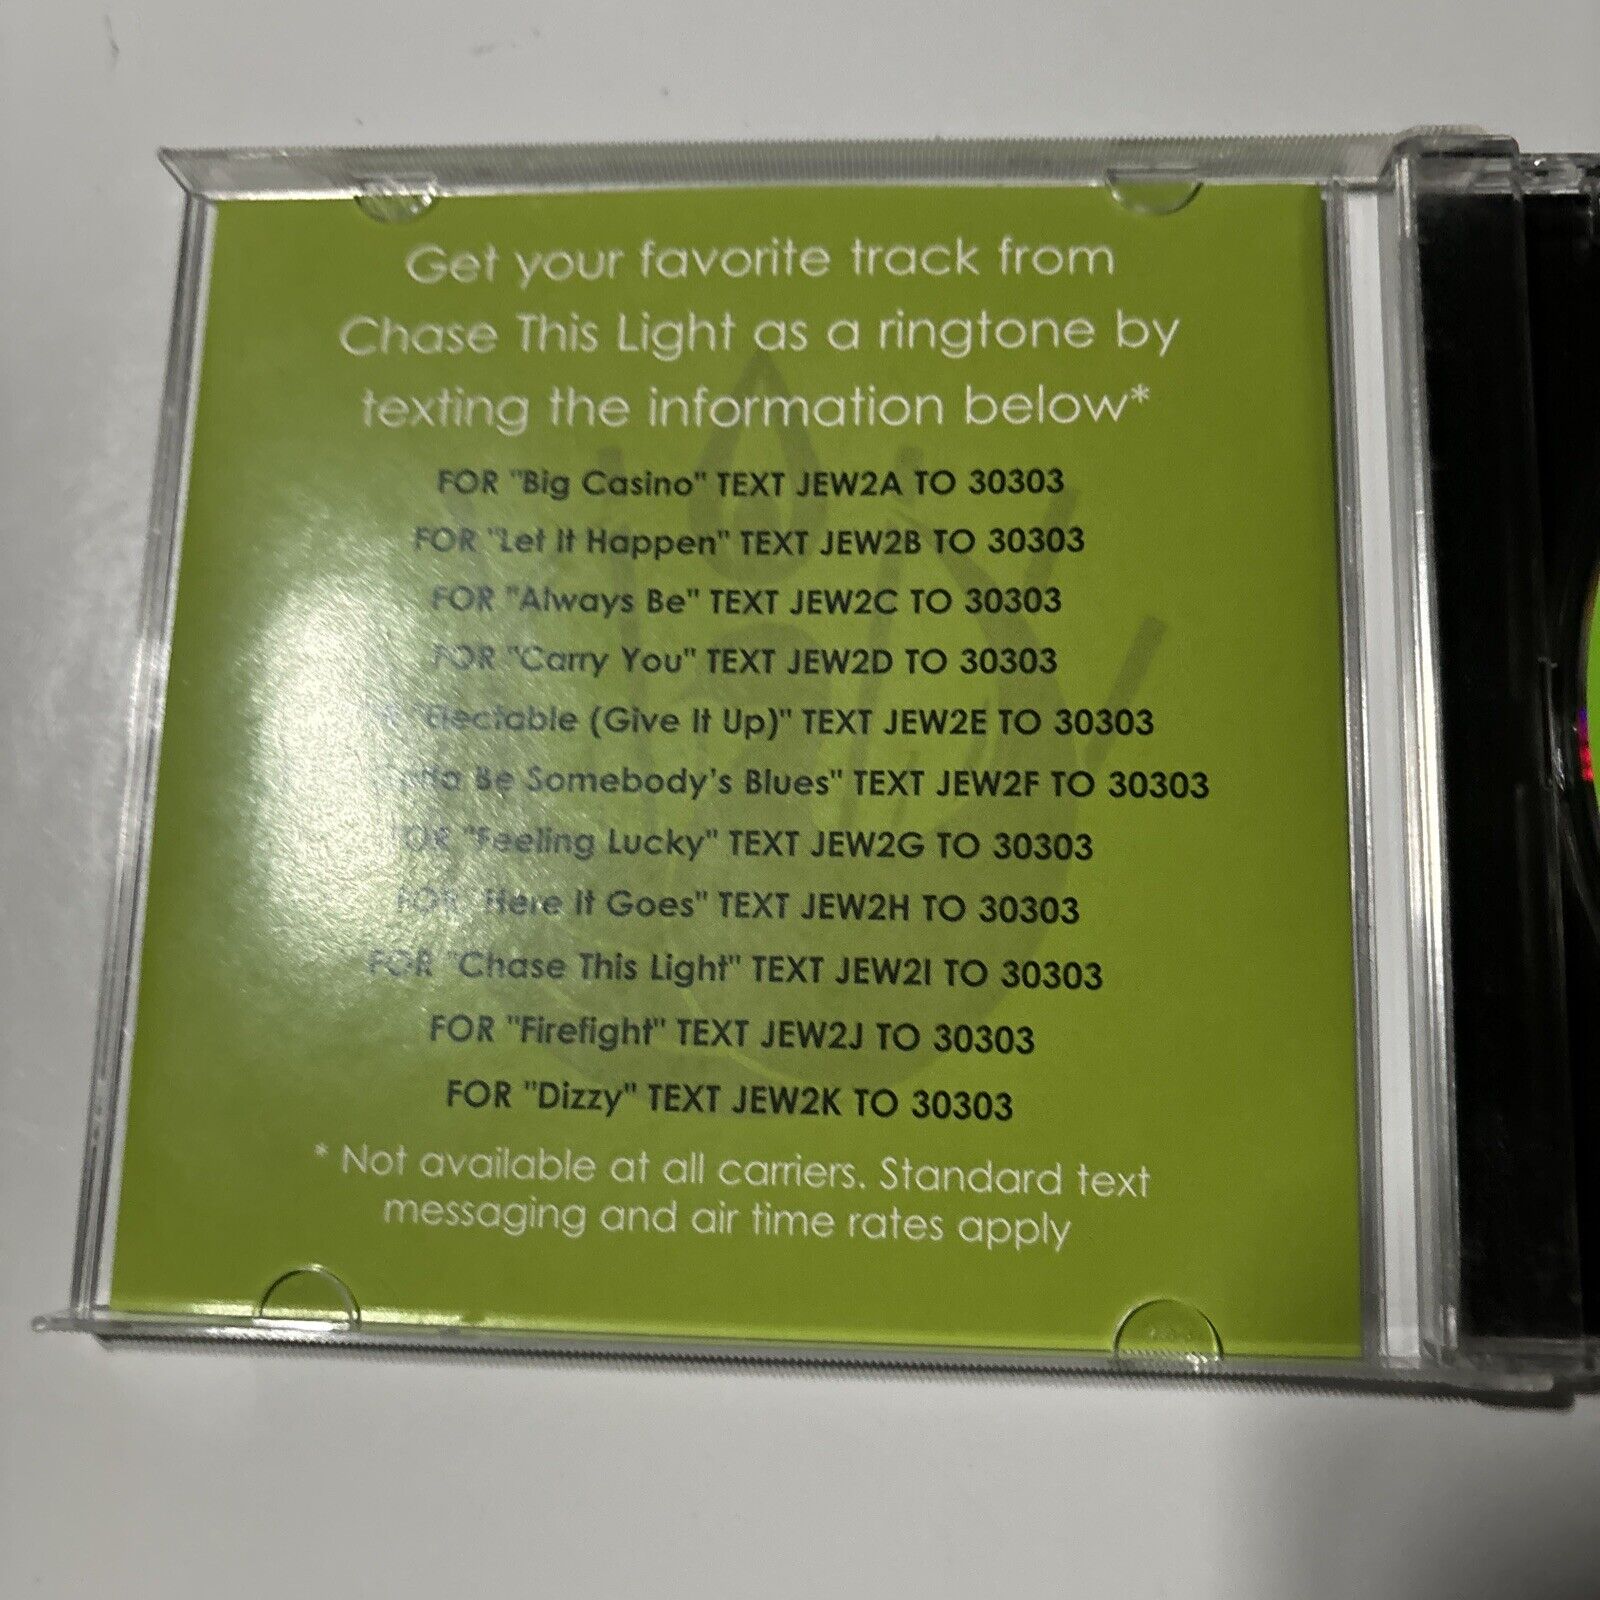 Get your favorite track from
Chase This Light as a ringtone by
texting the information below*
FOR "Big Casino" TEXT JEW2A TO 30303
FOR "Let It Happen" TEXT JEW2B TO 30303
FOR "Always Be" TEXT JEW2C TO 30303
FOR "Carry You" TEXT JEW2D TO 30303
"Electable (Give It Up)" TEXT JEW2E TO 30303
Be Somebody's Blues" TEXT JEW2F TO 30303
FOR "Feeling Lucky" TEXT JEW2G TO 30303
FOR "Here It Goes" TEXT JEW2H TO 30303
FOR "Chase This Light" TEXT JEW2I TO 30303
FOR "Firefight" TEXT JEW2J TO 30303
FOR "Dizzy" TEXT JEW2K TO 30303
* Not available at all carriers. Standard text
messaging and air time rates apply